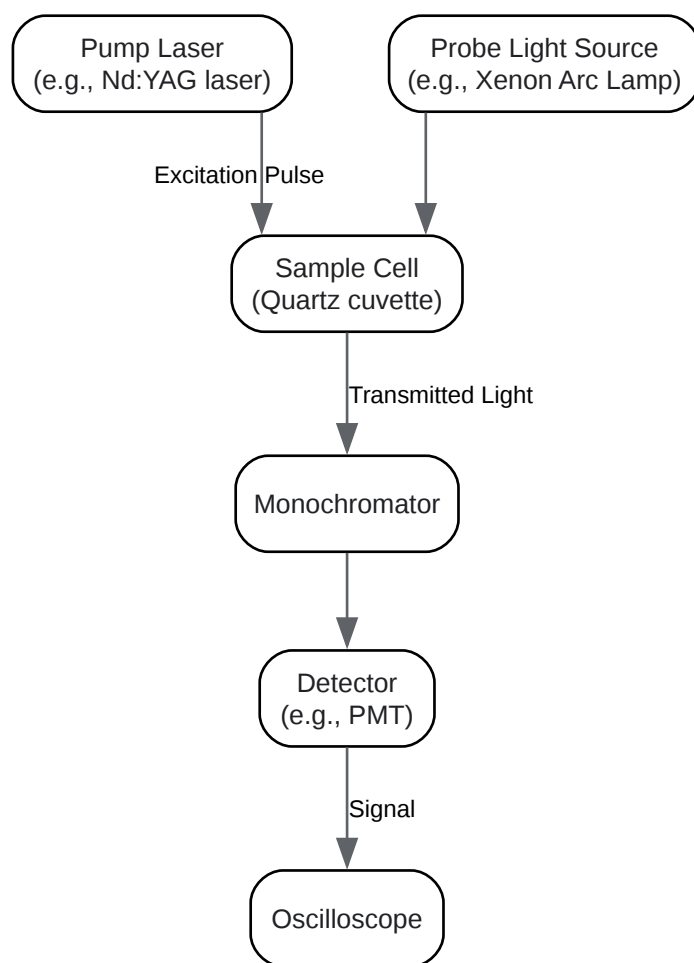 Pump Laser
(e.g., Nd:YAG laser)
Probe Light Source
(e.g., Xenon Arc Lamp)
Excitation Pulse
Sample Cell
(Quartz cuvette)
Transmitted Light
Monochromator
Detector
(e.g., PMT)
Signal
Oscilloscope